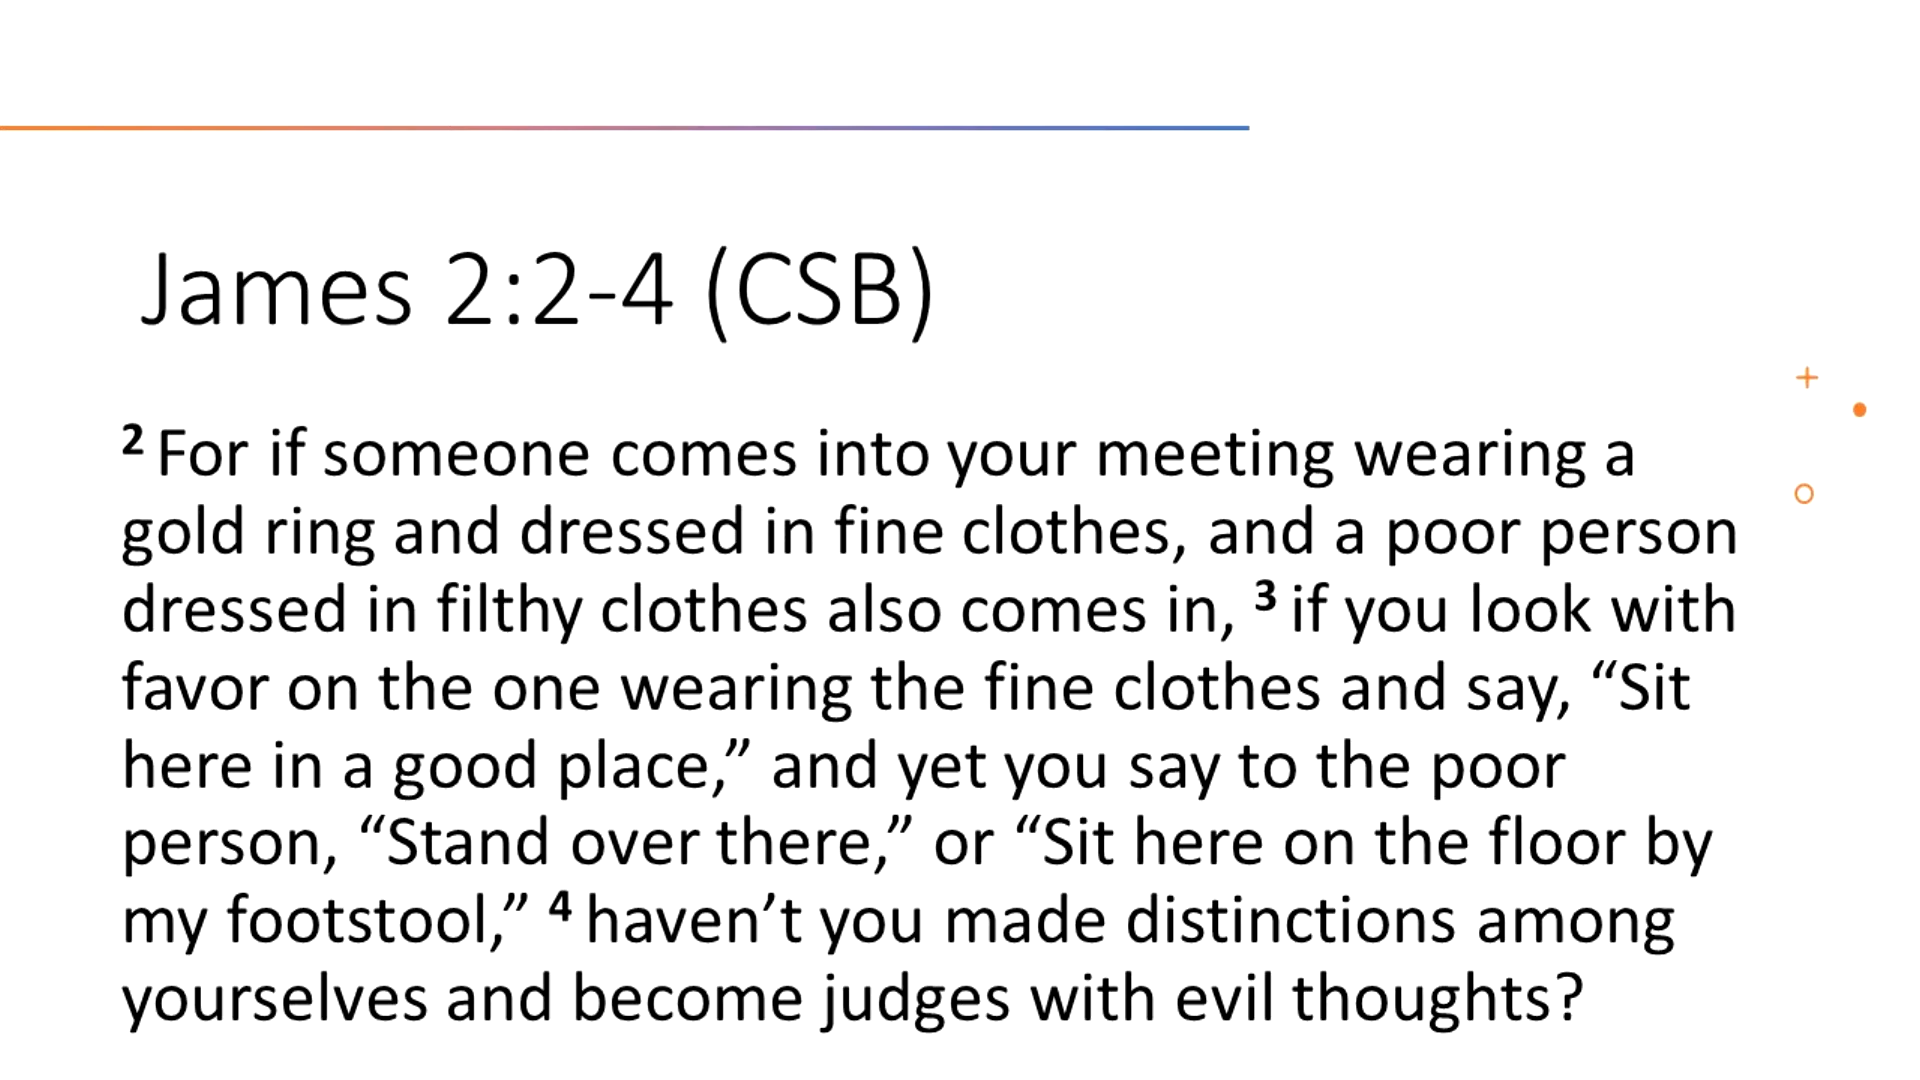 James 2:2-4 (CSB)
² For if someone comes into your meeting wearing a
gold ring and dressed in fine clothes, and a poor person
dressed in filthy clothes also comes in, ³ if you look with
favor on the one wearing the fine clothes and say, “Sit
here in a good place,” and yet you say to the poor
person, “Stand over there,” or “Sit here on the floor by
my footstool,” ⁴ haven’t you made distinctions among
yourselves and become judges with evil thoughts?